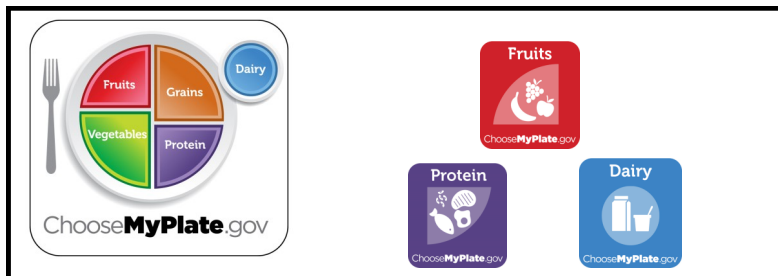 Fruits
Grains
Dairy
Vegetables
Protein
ChooseMyPlate.gov
Fruits
ChooseMyPlate.gov
Protein
ChooseMyPlate.gov
Dairy
ChooseMyPlate.gov